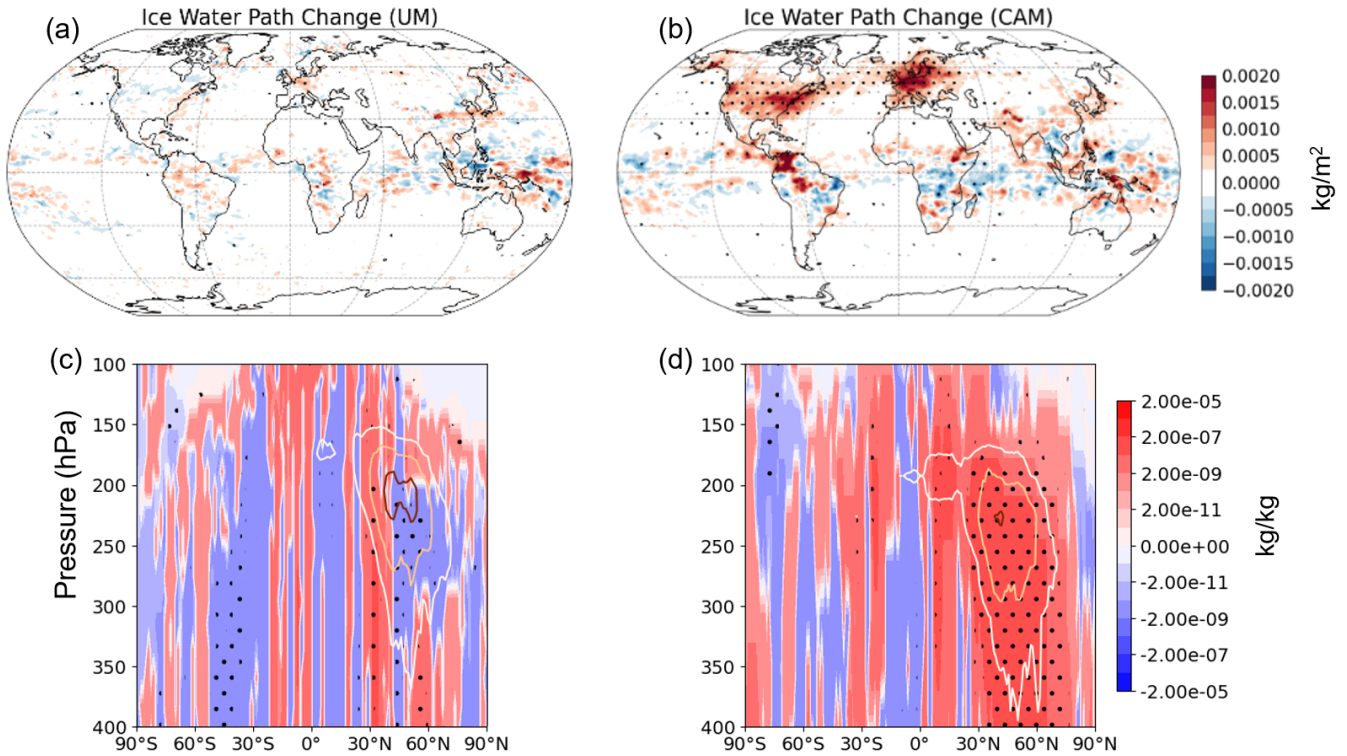 (a) Ice Water Path Change (UM)
(b) Ice Water Path Change (CAM)
0.0020
0.0015
0.0010
0.0005
0.0000
−0.0005
−0.0010
−0.0015
−0.0020
kg/m²
(c)
100
150
200
250
300
350
400
Pressure (hPa)
90°S 60°S 30°S 0° 30°N 60°N 90°N
(d)
100
150
200
250
300
350
400
90°S 60°S 30°S 0° 30°N 60°N 90°N
2.00e-05
2.00e-07
2.00e-09
2.00e-11
0.00e+00
-2.00e-11
-2.00e-09
-2.00e-07
-2.00e-05
kg/kg